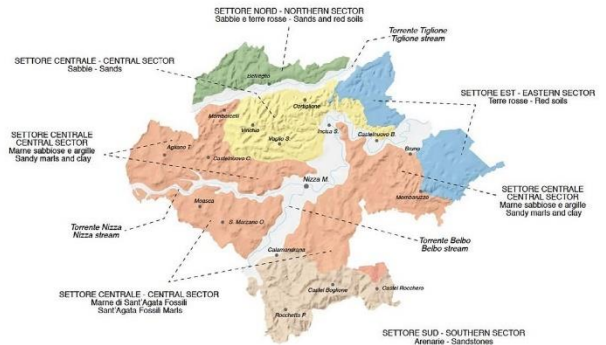 SETTORE NORD - NORTHERN SECTOR
Sabbie e terre rosse - Sands and red soils
Torrente Tiglione
Tiglione stream
SETTORE CENTRALE - CENTRAL SECTOR
Sabbie - Sands
SETTORE EST - EASTERN SECTOR
Terre rosse - Red soils
Belveglio
Mombercelli
Cortiglione
Vinchio
Vaglio S.
Incisa S.
Castelnuovo B.
Bruno
SETTORE CENTRALE
CENTRAL SECTOR
Marne sabbiose e argille
Sandy marls and clay
Agliano T.
Castelnuovo C.
Nizza M.
Mombaruzzo
SETTORE CENTRALE
CENTRAL SECTOR
Marne sabbiose e argille
Sandy marls and clay
Moasca
S. Marzano O.
Torrente Nizza
Nizza stream
Torrente Belbo
Belbo stream
Calamandrana
SETTORE CENTRALE - CENTRAL SECTOR
Marne di Sant'Agata Fossili
Sant'Agata Fossili Marls
Castel Rocchero
Castel Boglione
Rocchetta P.
SETTORE SUD - SOUTHERN SECTOR
Arenarie - Sandstones